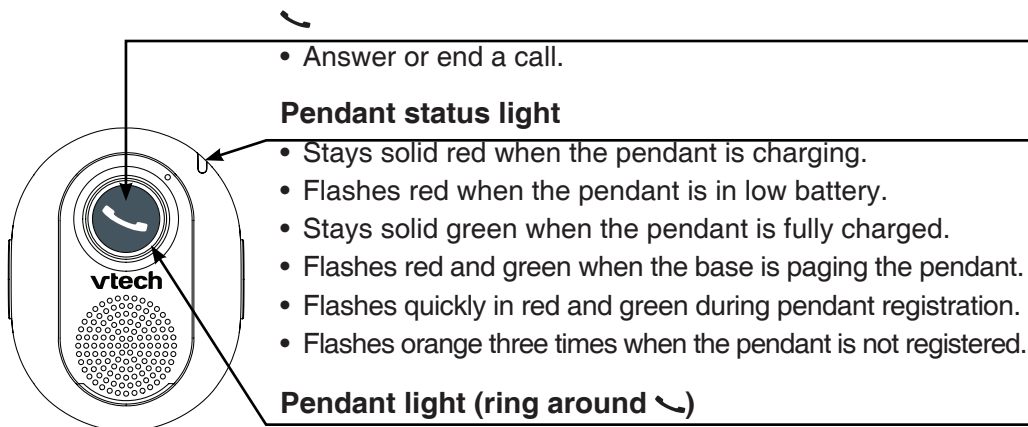 • Answer or end a call.
Pendant status light
• Stays solid red when the pendant is charging.
• Flashes red when the pendant is in low battery.
• Stays solid green when the pendant is fully charged.
• Flashes red and green when the base is paging the pendant.
• Flashes quickly in red and green during pendant registration.
• Flashes orange three times when the pendant is not registered.
Pendant light (ring around 📞)
vtech